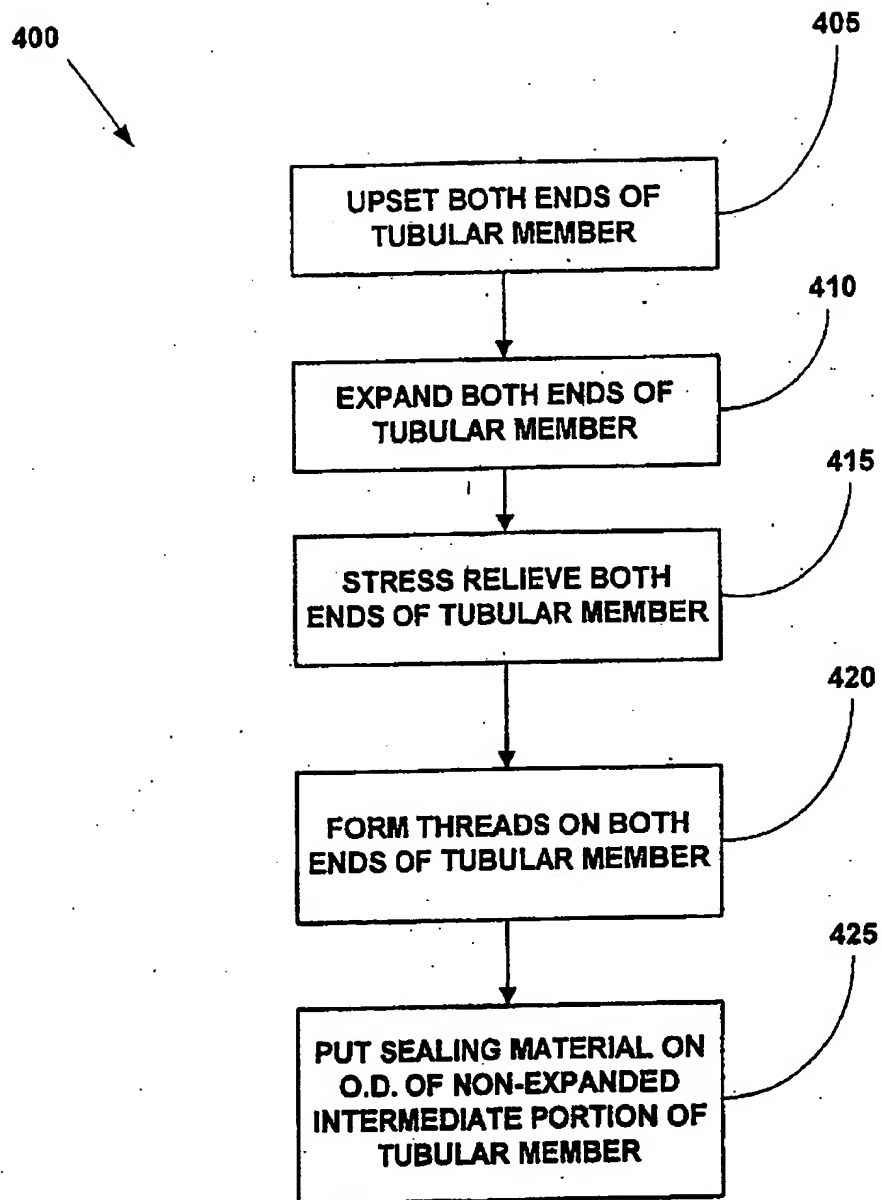 400
405
UPSET BOTH ENDS OF
TUBULAR MEMBER
410
EXPAND BOTH ENDS OF
TUBULAR MEMBER
415
STRESS RELIEVE BOTH
ENDS OF TUBULAR MEMBER
420
FORM THREADS ON BOTH
ENDS OF TUBULAR MEMBER
425
PUT SEALING MATERIAL ON
O.D. OF NON-EXPANDED
INTERMEDIATE PORTION OF
TUBULAR MEMBER